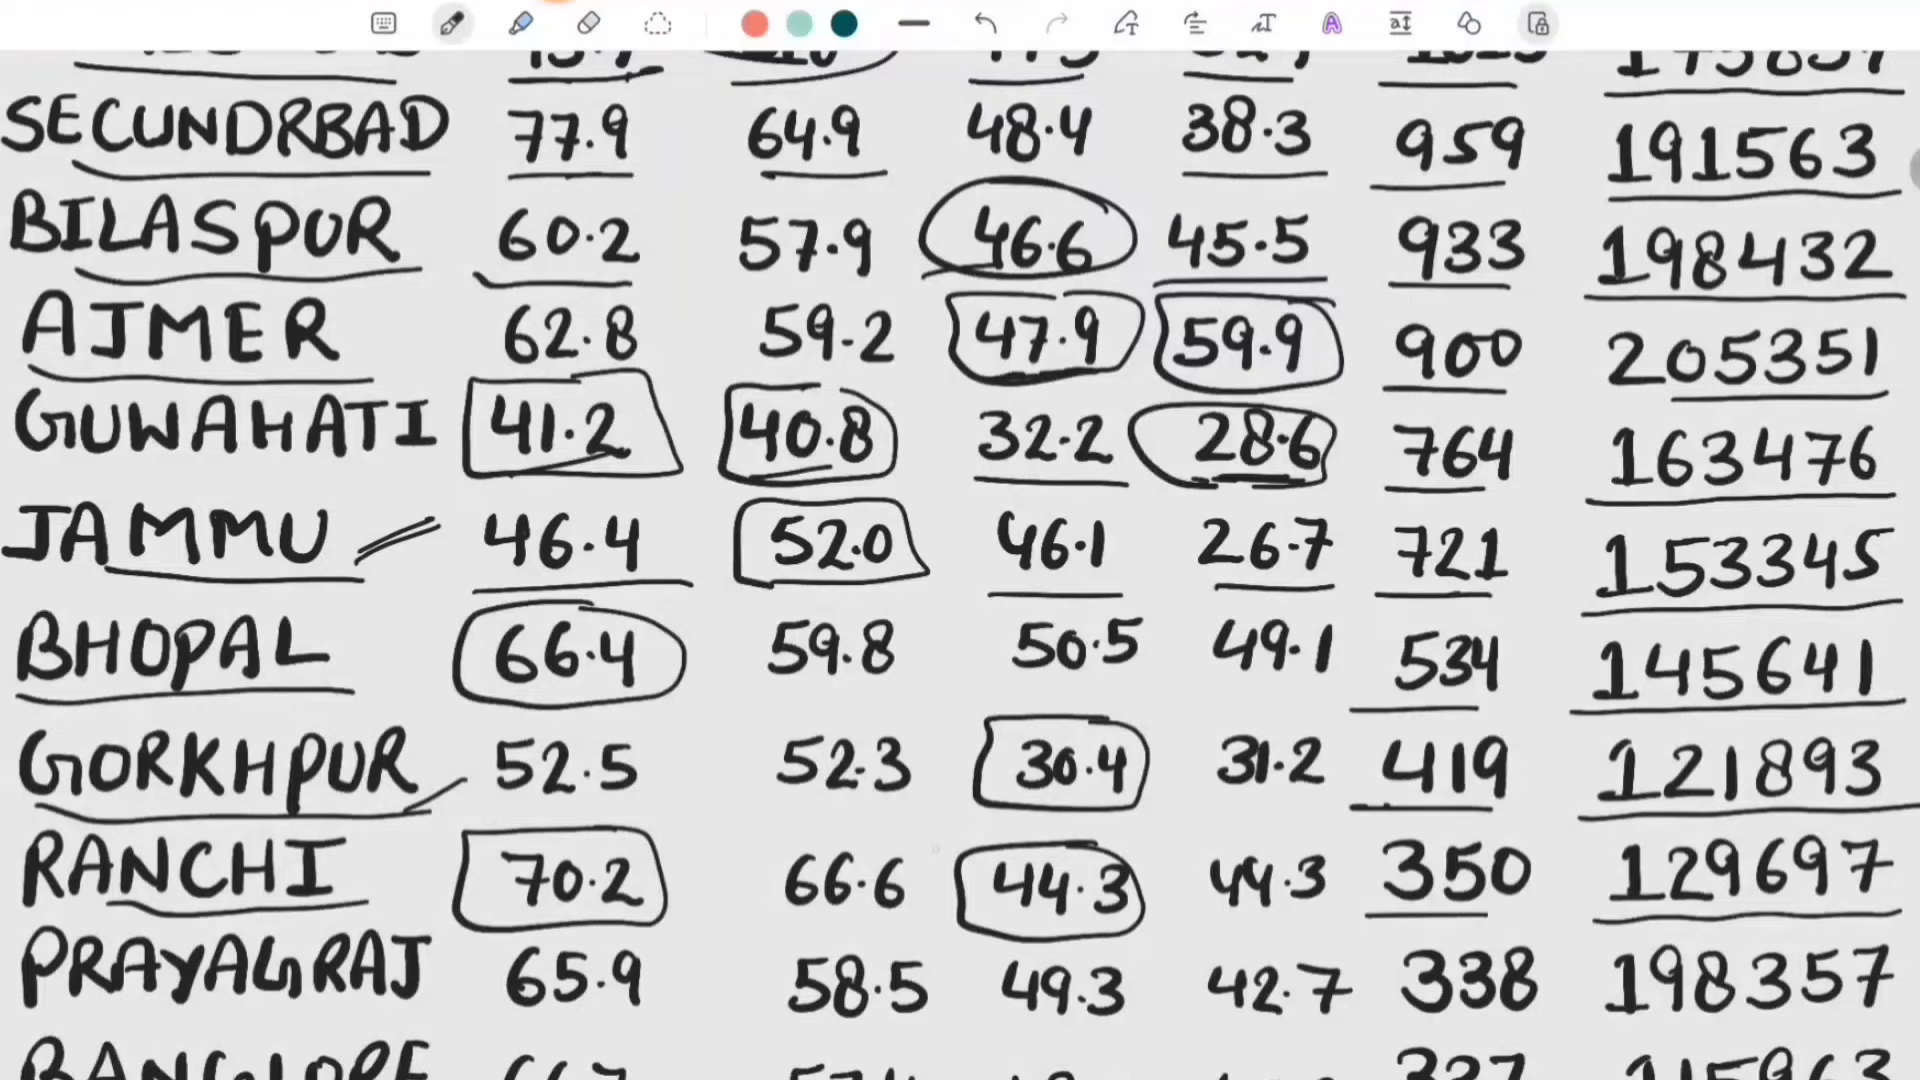 SECUNDRBAD 77.9 64.9 48.4 38.3 959 191563
BILASPUR 60.2 57.9 46.6 45.5 933 198432
AJMER 62.8 59.2 47.9 59.9 900 205351
GUWAHATI 41.2 40.8 32.2 28.6 764 163476
JAMMU 46.4 52.0 46.1 26.7 721 153345
BHOPAL 66.4 59.8 50.5 49.1 534 145641
GORKHPUR 52.5 52.3 30.4 31.2 419 121893
RANCHI 70.2 66.6 44.3 44.3 350 129697
PRAYAGRAJ 65.9 58.5 49.3 42.7 338 198357